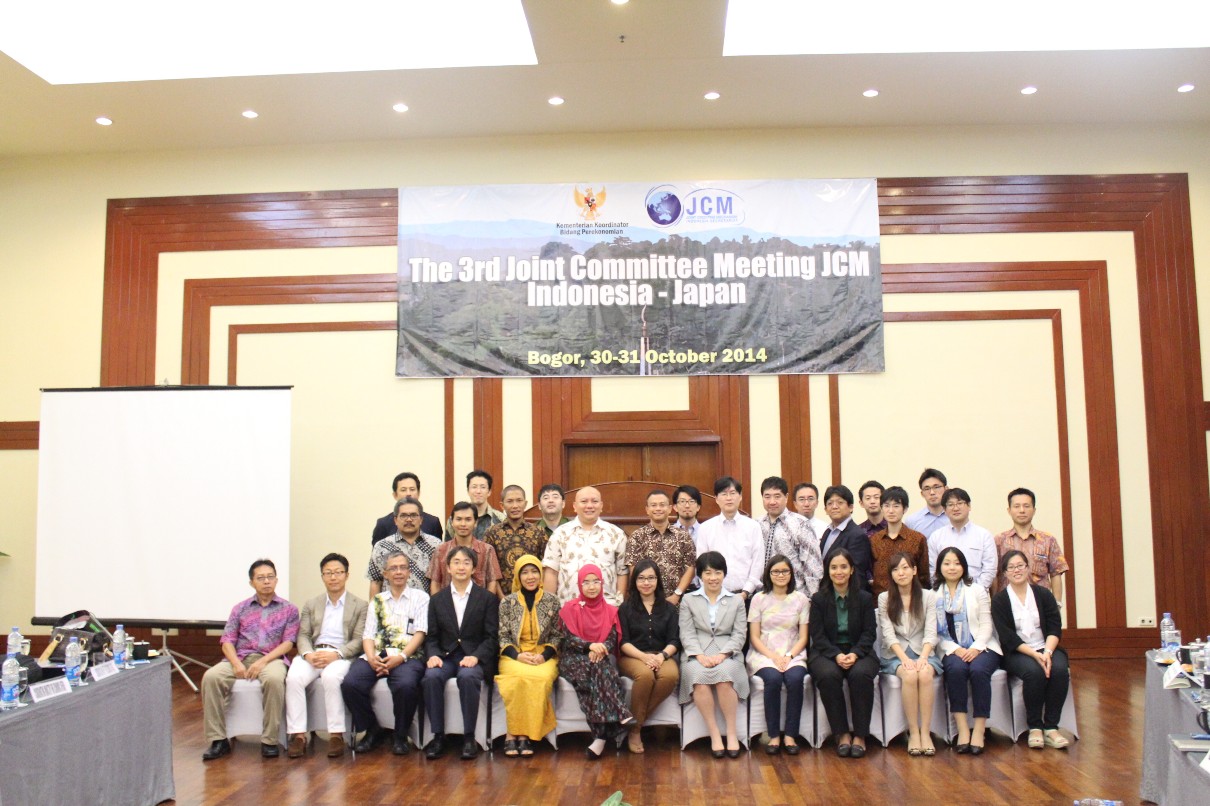 Kementerian Koordinator
Bidang Perekonomian
JCM
The 3rd Joint Committee Meeting JCM
Indonesia - Japan
Bogor, 30-31 October 2014